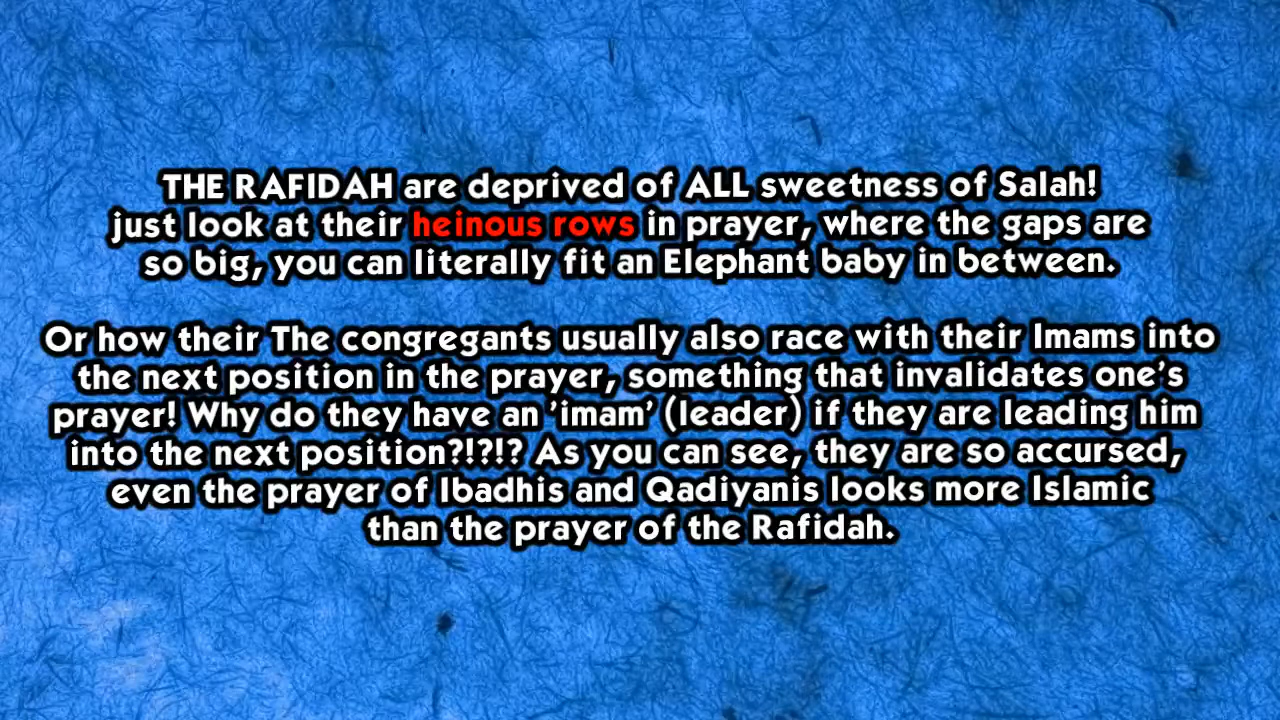 THE RAFIDAH are deprived of ALL sweetness of Salah!
just look at their heinous rows in prayer, where the gaps are
so big, you can literally fit an Elephant baby in between.
Or how their The congregants usually also race with their Imams into
the next position in the prayer, something that invalidates one's
prayer! Why do they have an 'imam' (leader) if they are leading him
into the next position?!?!? As you can see, they are so accursed,
even the prayer of Ibadhis and Qadiyanis looks more Islamic
than the prayer of the Rafidah.